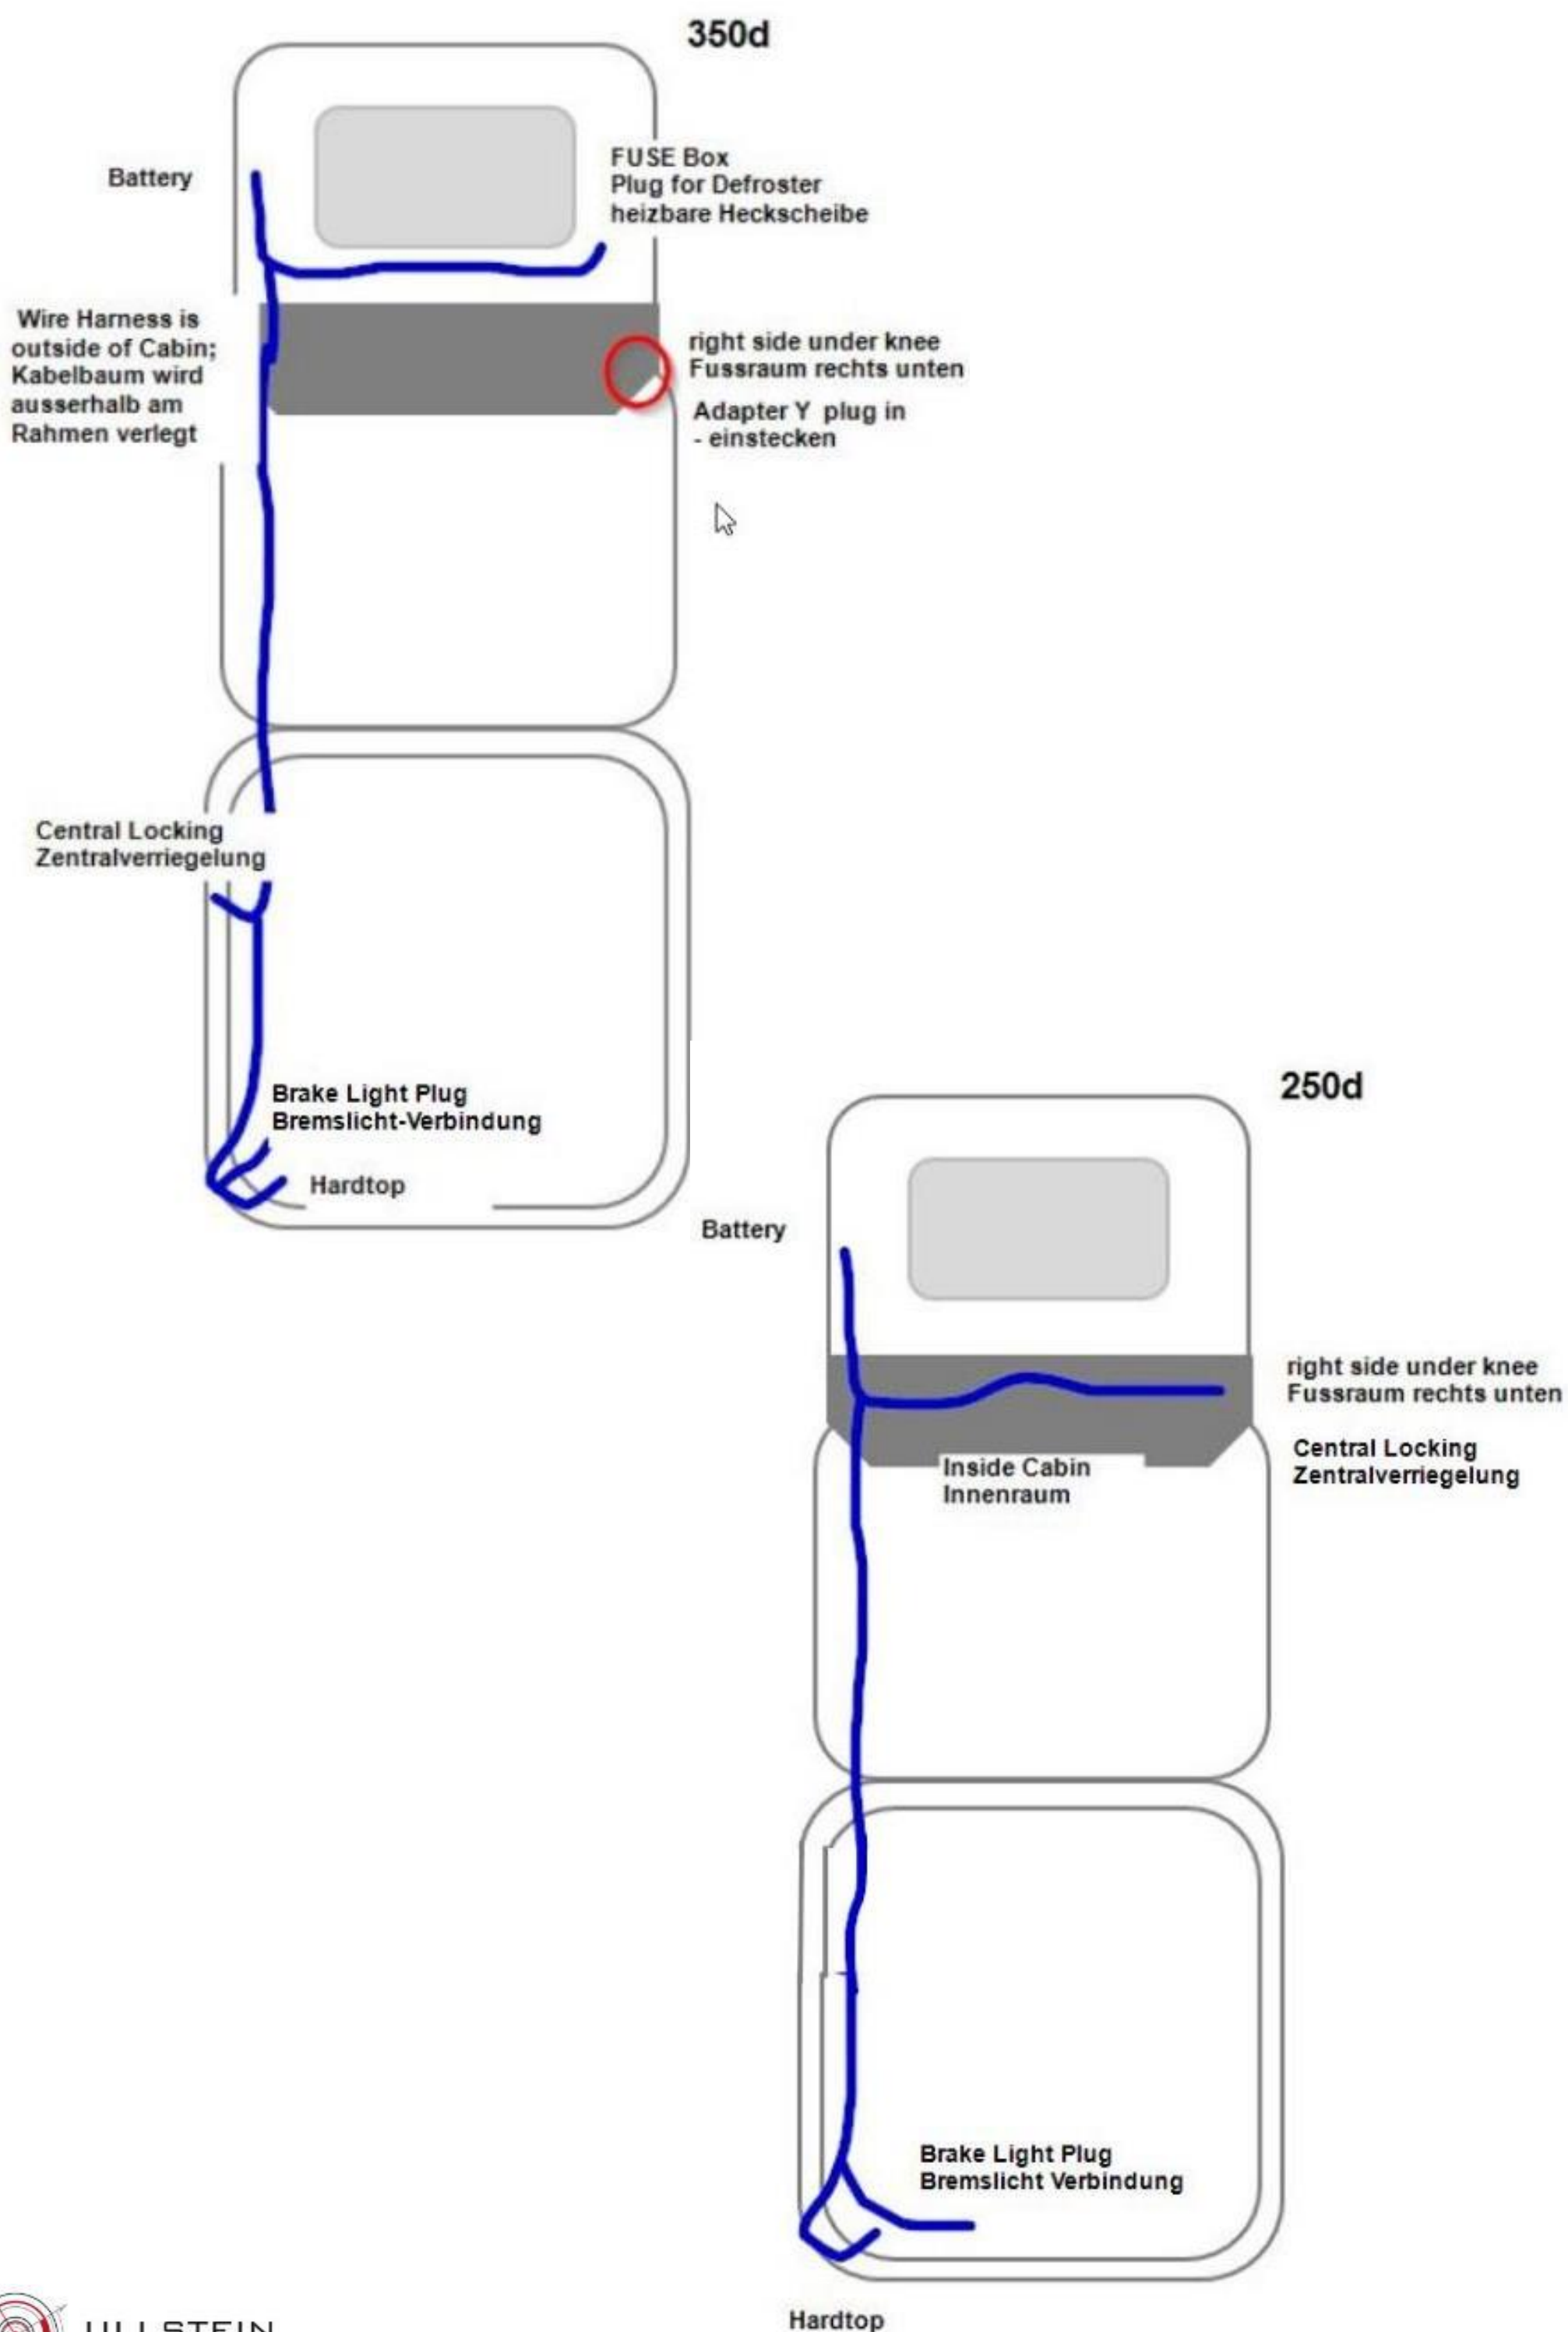 350d
Battery
FUSE Box
Plug for Defroster
heizbare Heckscheibe
Wire Harness is
outside of Cabin;
Kabelbaum wird
ausserhalb am
Rahmen verlegt
right side under knee
Fussraum rechts unten
Adapter Y plug in
- einstecken
Central Locking
Zentralverriegelung
Brake Light Plug
Bremslicht-Verbindung
Hardtop
250d
Battery
right side under knee
Fussraum rechts unten
Central Locking
Zentralverriegelung
Inside Cabin
Innenraum
Brake Light Plug
Bremslicht Verbindung
Hardtop
ULLSTEIN